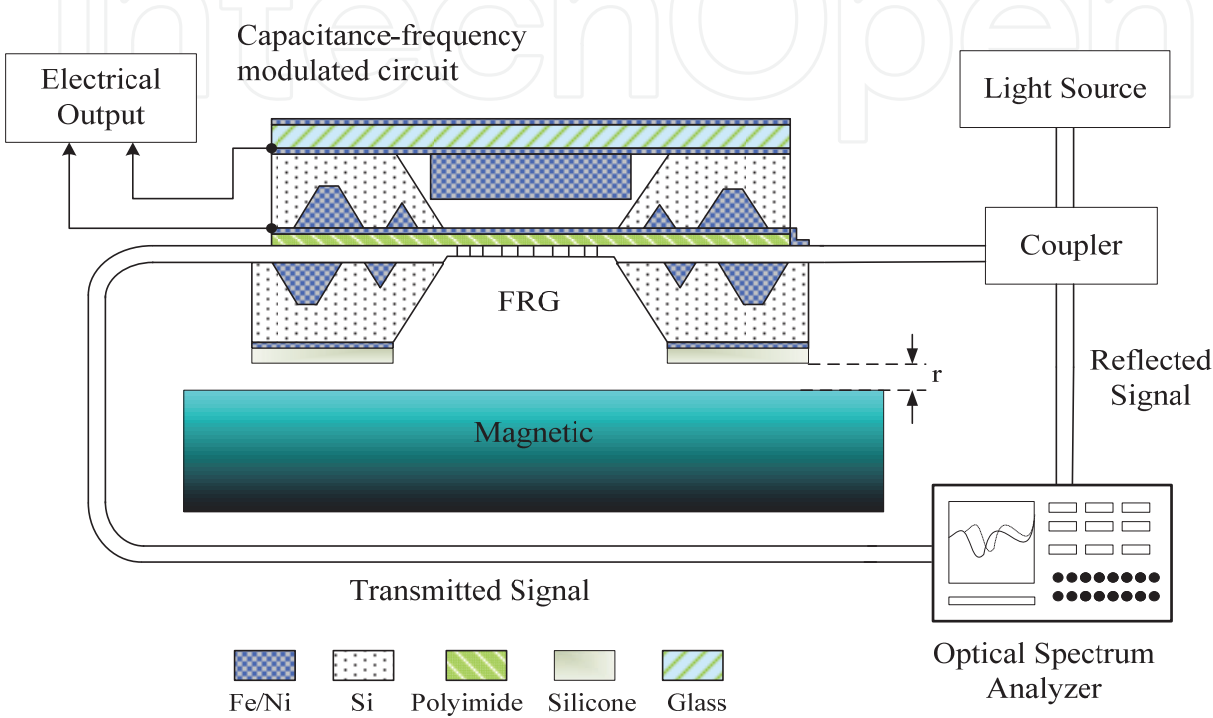 IntechOpen
Capacitance-frequency
modulated circuit
Electrical
Output
Light Source
Coupler
FRG
r
Reflected
Signal
Magnetic
Transmitted Signal
Optical Spectrum
Analyzer
Fe/Ni
Si
Polyimide
Silicone
Glass